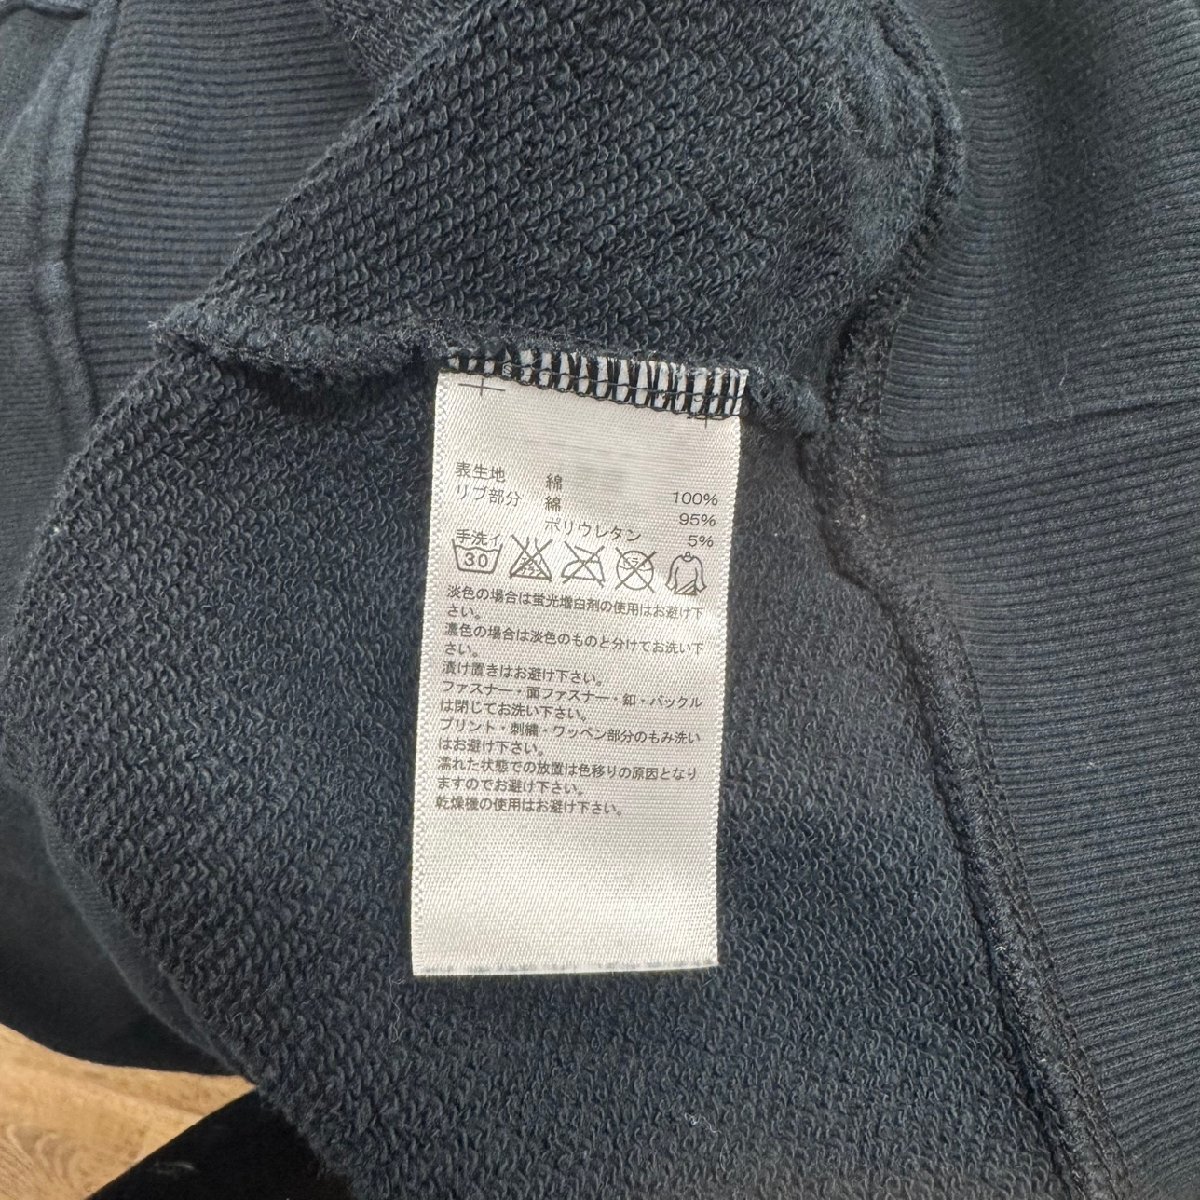 表生地 綿 100%
リブ部分 綿 95%
ポリウレタン 5%
手洗イ
30
淡色の場合は蛍光増白剤の使用はお避け下
さい。
濃色の場合は淡色のものと分けてお洗い下
さい。
漬け置きはお避け下さい。
ファスナー・面ファスナー・釦・バックル
は閉じてお洗い下さい。
プリント・刺繍・ワッペン部分のもみ洗い
はお避け下さい。
濡れた状態での放置は色移りの原因となり
ますのでお避け下さい。
乾燥機の使用はお避け下さい。